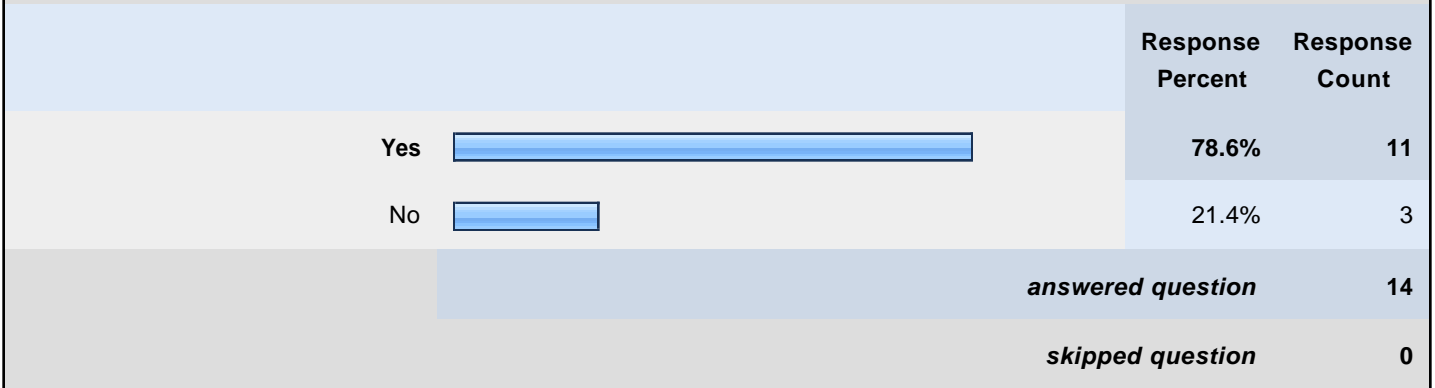 Response Response
Percent Count
Yes 78.6% 11
No 21.4% 3
answered question 14
skipped question 0